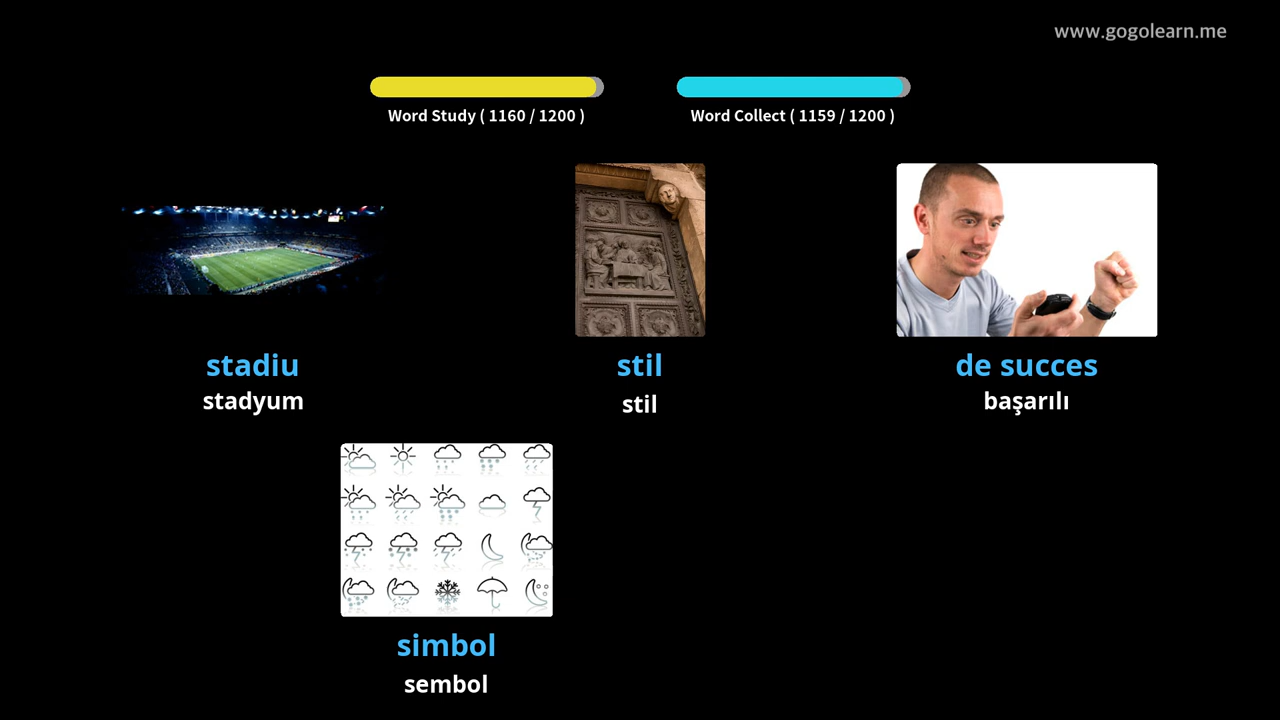 www.gogolearn.me
Word Study ( 1160 / 1200 )
Word Collect ( 1159 / 1200 )
stadiu
stadyum
stil
stil
de succes
başarılı
simbol
sembol